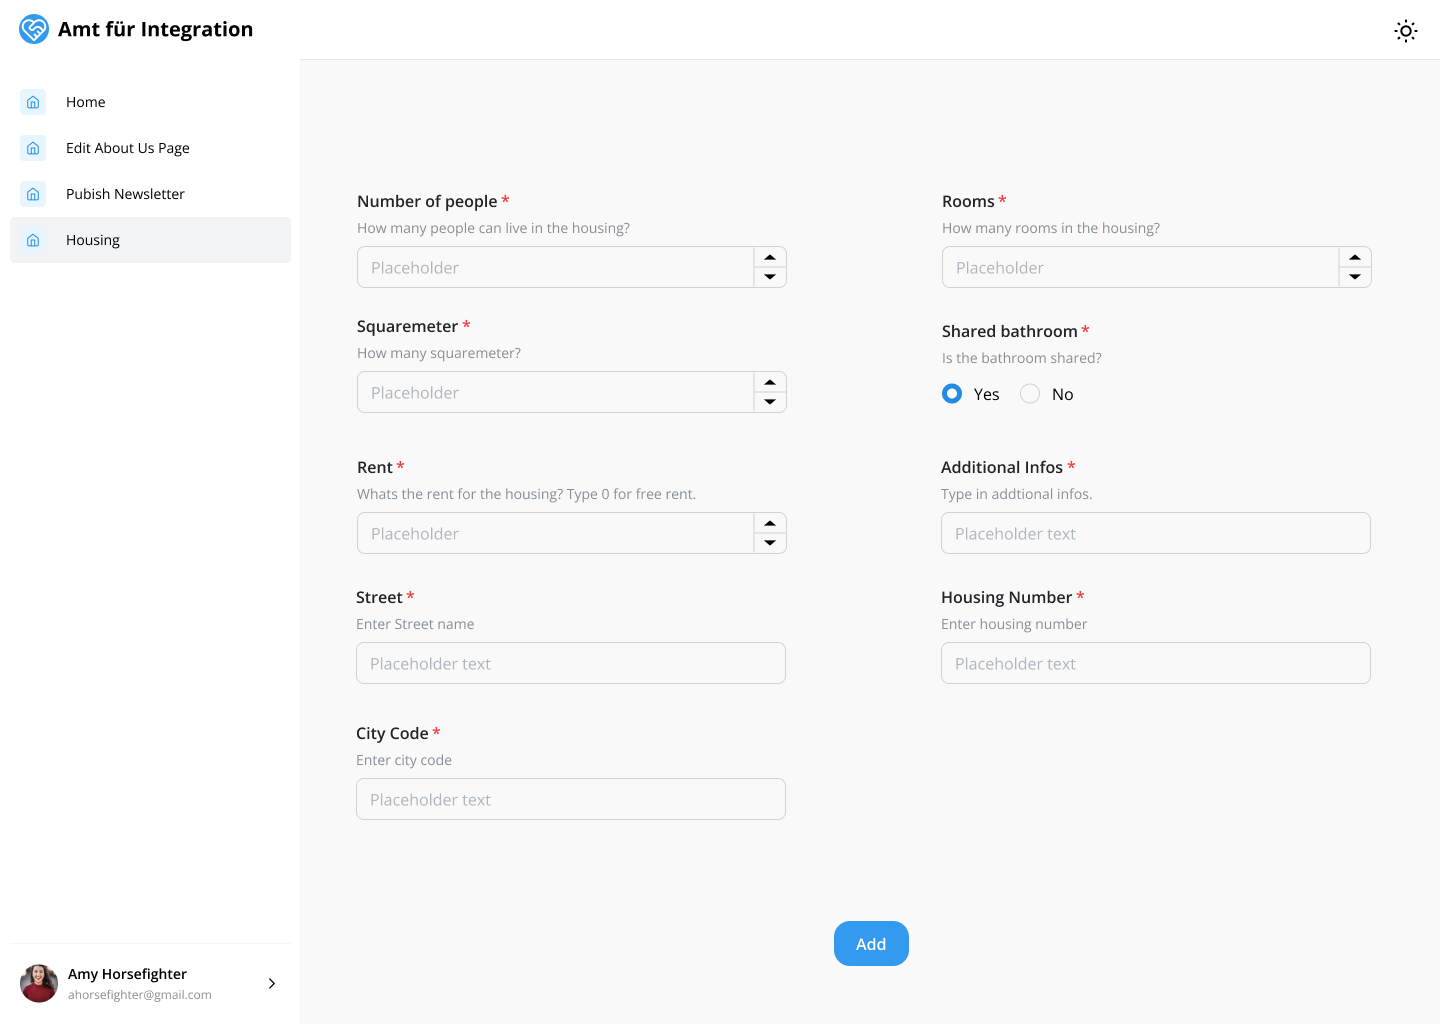 Amt für Integration
Home
Edit About Us Page
Pubish Newsletter
Housing
Number of people *
How many people can live in the housing?
Placeholder
Rooms *
How many rooms in the housing?
Placeholder
Squaremeter *
How many squaremeter?
Placeholder
Shared bathroom *
Is the bathroom shared?
Yes No
Rent *
Whats the rent for the housing? Type 0 for free rent.
Placeholder
Additional Infos *
Type in addtional infos.
Placeholder text
Street *
Enter Street name
Placeholder text
Housing Number *
Enter housing number
Placeholder text
City Code *
Enter city code
Placeholder text
Add
Amy Horsefighter
ahorsefighter@gmail.com